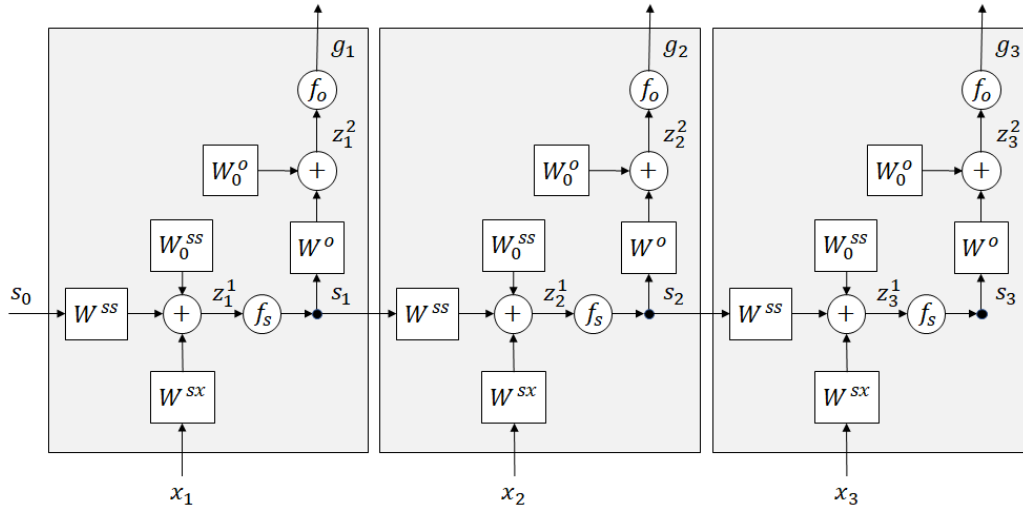 g_1 g_2 g_3
f_o f_o f_o
z_1^2 z_2^2 z_3^2
W_0^o + W_0^o + W_0^o +
W_0^{ss} W^o W_0^{ss} W^o W_0^{ss} W^o
s_0 W^{ss} + z_1^1 f_s s_1 W^{ss} + z_2^1 f_s s_2 W^{ss} + z_3^1 f_s s_3
W^{sx} W^{sx} W^{sx}
x_1 x_2 x_3